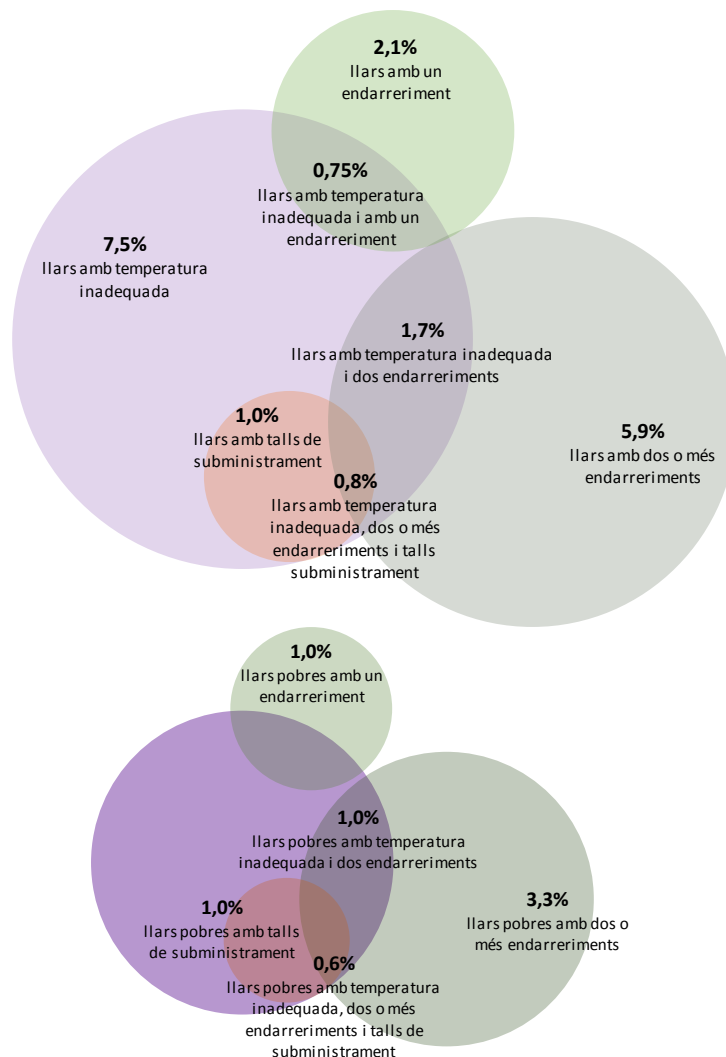 2,1%
llars amb un
endarreriment
0,75%
llars amb temperatura
inadequada i amb un
endarreriment
7,5%
llars amb temperatura
inadequada
1,7%
llars amb temperatura inadequada
i dos endarreriments
1,0%
llars amb talls de
subministrament
5,9%
llars amb dos o més
endarreriments
0,8%
llars amb temperatura
inadequada, dos o més
endarreriments i talls
subministrament
1,0%
llars pobres amb un
endarreriment
1,0%
llars pobres amb temperatura
inadequada i dos endarreriments
1,0%
llars pobres amb talls
de subministrament
3,3%
llars pobres amb dos o
més endarreriments
0,6%
llars pobres amb temperatura
inadequada, dos o més
endarreriments i talls de
subministrament